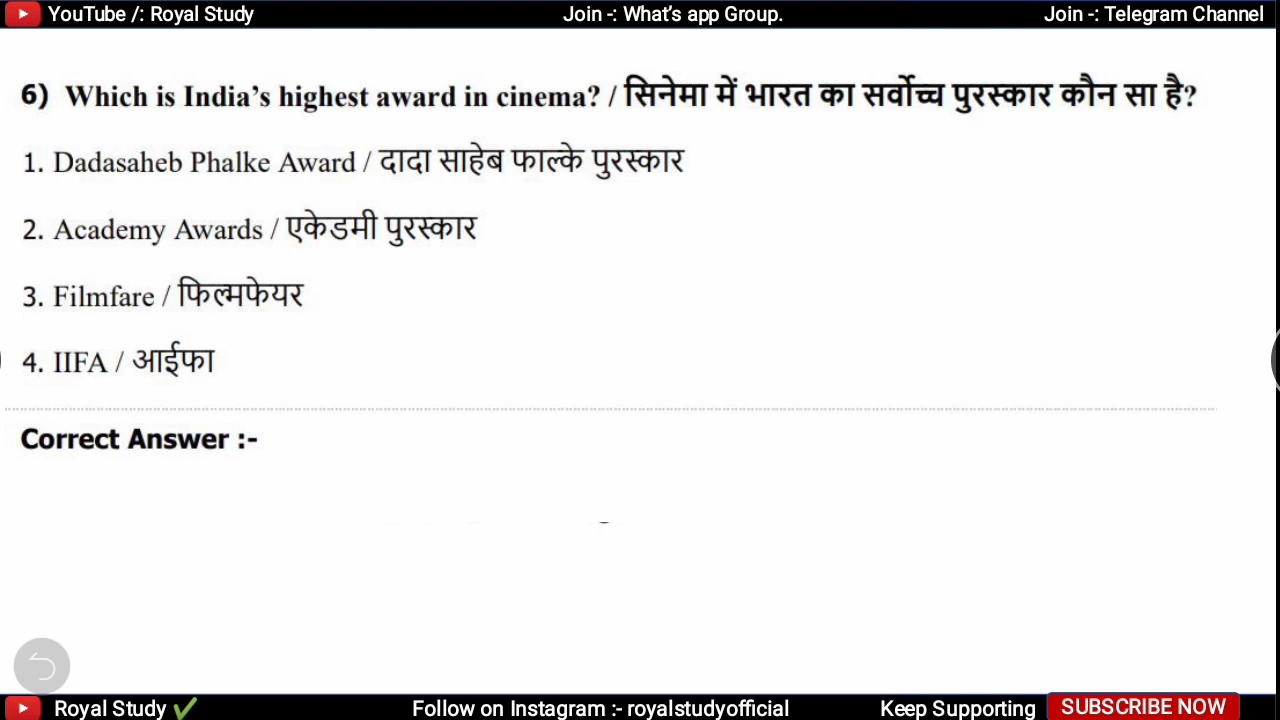 YouTube /: Royal Study Join -: What's app Group. Join -: Telegram Channel
6) Which is India's highest award in cinema? / सिनेमा में भारत का सर्वोच्च पुरस्कार कौन सा है?
1. Dadasaheb Phalke Award / दादा साहेब फाल्के पुरस्कार
2. Academy Awards / एकेडमी पुरस्कार
3. Filmfare / फिल्मफेयर
4. IIFA / आईफा
Correct Answer :-
Royal Study ✔ Follow on Instagram :- royalstudyofficial Keep Supporting SUBSCRIBE NOW